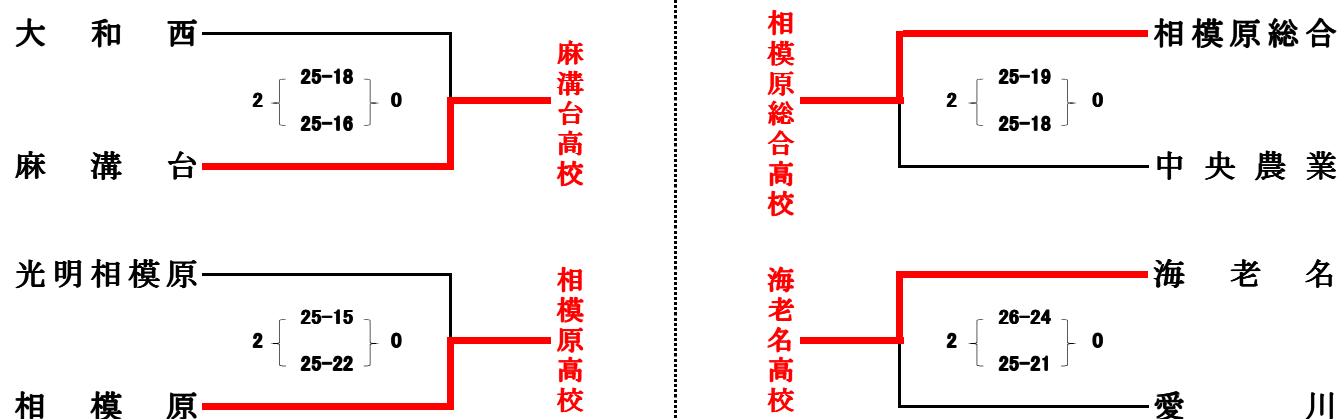 大和西
25-18
2 0
25-16
麻溝台
麻溝台高校
光明相模原
25-15
2 0
25-22
相模原
相模原高校
相模原総合高校
相模原総合
25-19
2 0
25-18
中央農業
海老名高校
海老名
26-24
2 0
25-21
愛川